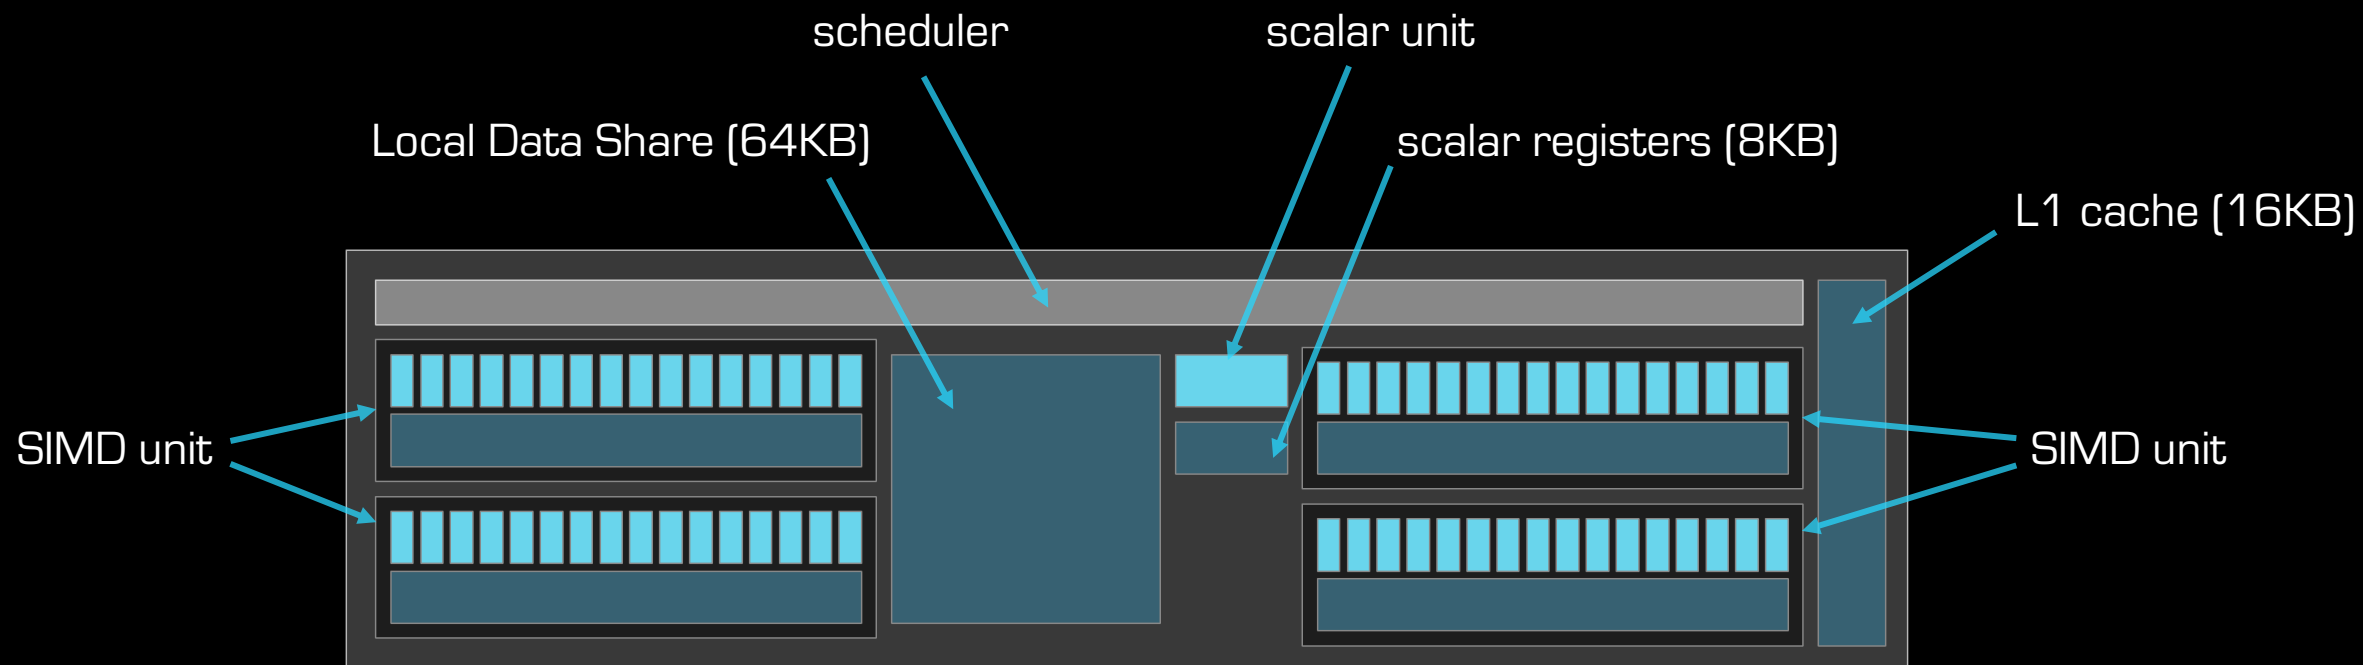 scheduler
scalar unit
Local Data Share (64KB)
scalar registers (8KB)
L1 cache (16KB)
SIMD unit
SIMD unit